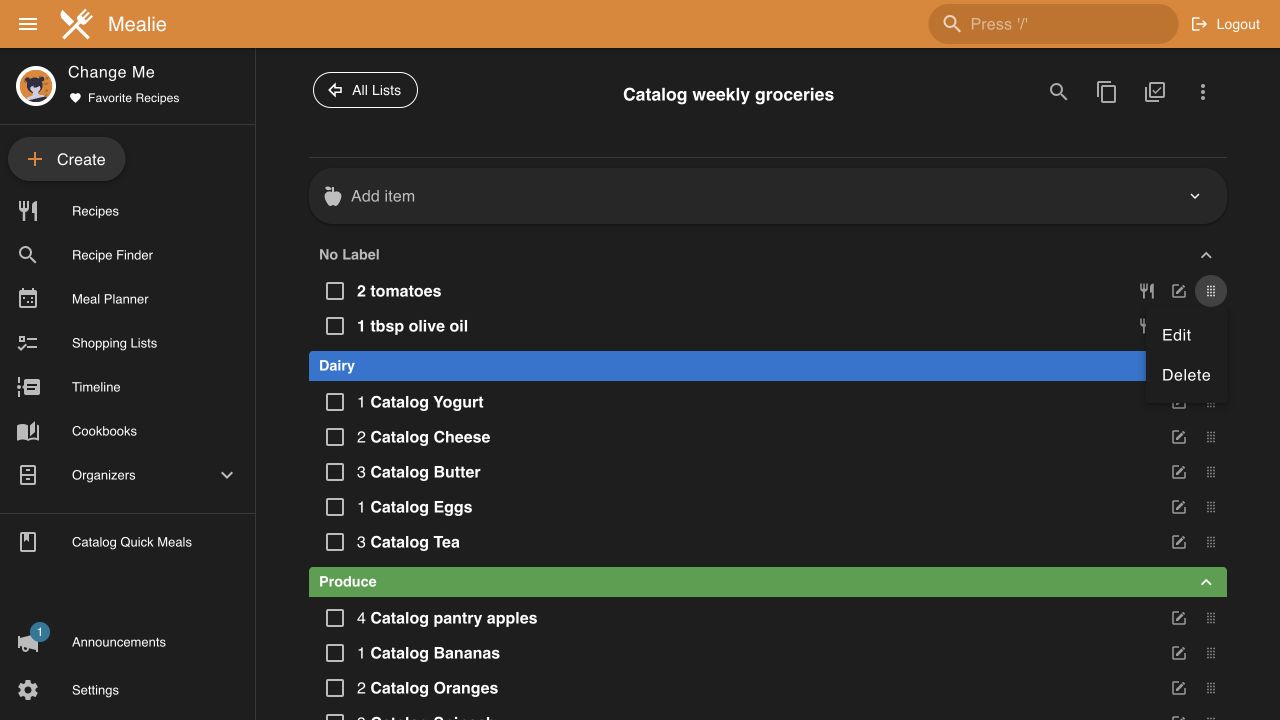 Mealie
Press '/'
Logout
Change Me
Favorite Recipes
Create
Recipes
Recipe Finder
Meal Planner
Shopping Lists
Timeline
Cookbooks
Organizers
Catalog Quick Meals
1
Announcements
Settings
All Lists
Catalog weekly groceries
Add item
No Label
2 tomatoes
1 tbsp olive oil
Edit
Delete
Dairy
1 Catalog Yogurt
2 Catalog Cheese
3 Catalog Butter
1 Catalog Eggs
3 Catalog Tea
Produce
4 Catalog pantry apples
1 Catalog Bananas
2 Catalog Oranges